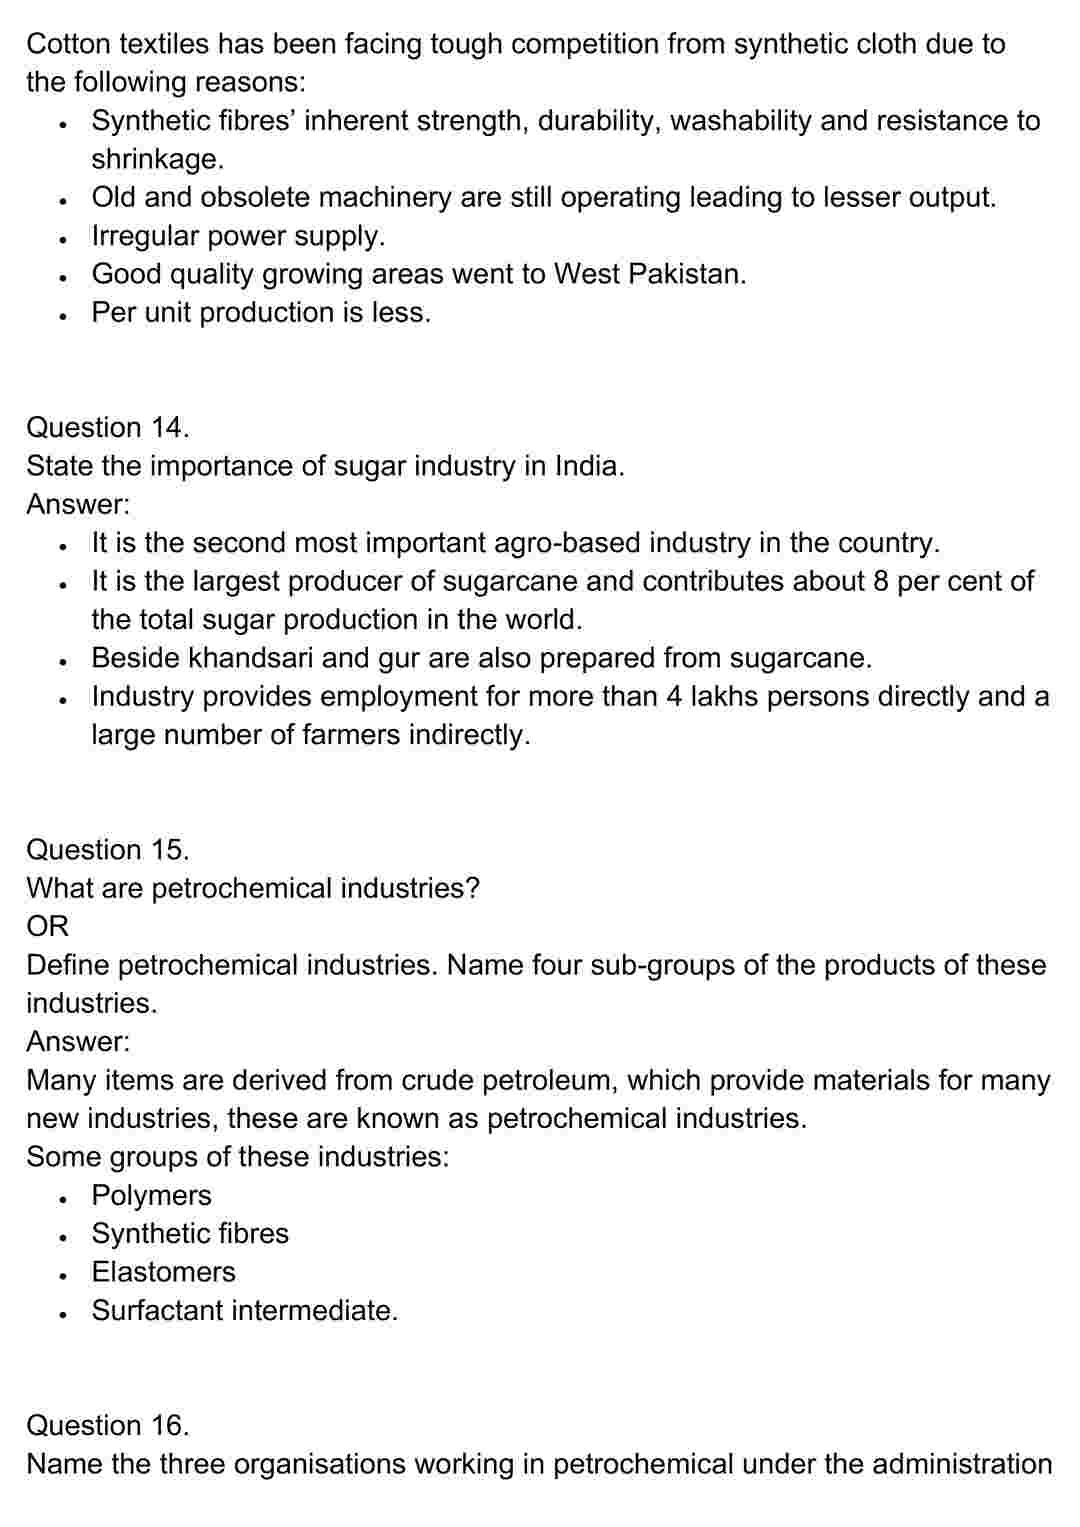 Cotton textiles has been facing tough competition from synthetic cloth due to
the following reasons:
• Synthetic fibres’ inherent strength, durability, washability and resistance to
shrinkage.
• Old and obsolete machinery are still operating leading to lesser output.
• Irregular power supply.
• Good quality growing areas went to West Pakistan.
• Per unit production is less.
Question 14.
State the importance of sugar industry in India.
Answer:
• It is the second most important agro-based industry in the country.
• It is the largest producer of sugarcane and contributes about 8 per cent of
the total sugar production in the world.
• Beside khandsari and gur are also prepared from sugarcane.
• Industry provides employment for more than 4 lakhs persons directly and a
large number of farmers indirectly.
Question 15.
What are petrochemical industries?
OR
Define petrochemical industries. Name four sub-groups of the products of these
industries.
Answer:
Many items are derived from crude petroleum, which provide materials for many
new industries, these are known as petrochemical industries.
Some groups of these industries:
• Polymers
• Synthetic fibres
• Elastomers
• Surfactant intermediate.
Question 16.
Name the three organisations working in petrochemical under the administration